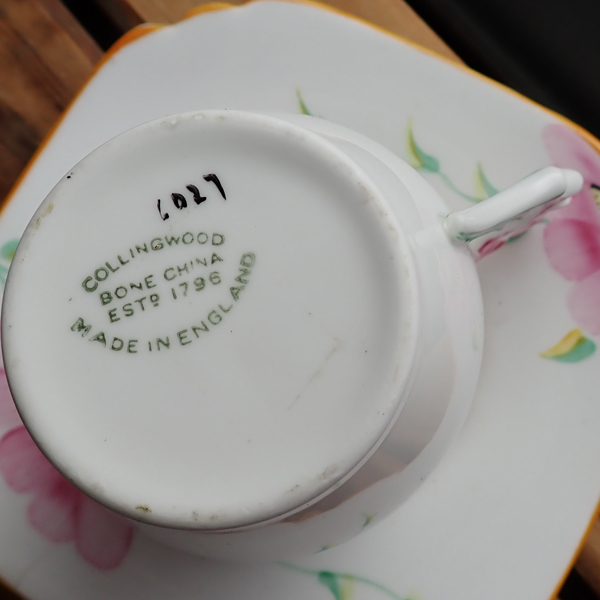 6027
COLLINGWOOD
BONE CHINA
ESTD 1796
MADE IN ENGLAND